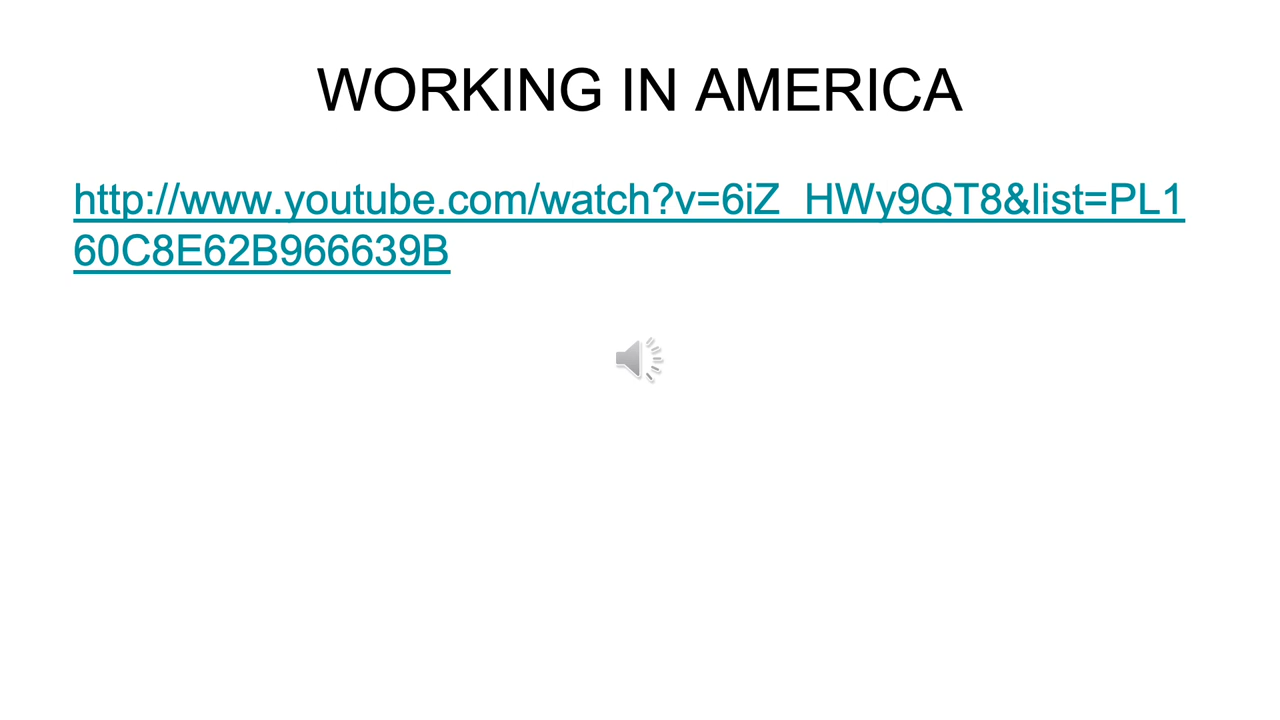 WORKING IN AMERICA
http://www.youtube.com/watch?v=6iZ_HWy9QT8&list=PL1
60C8E62B966639B